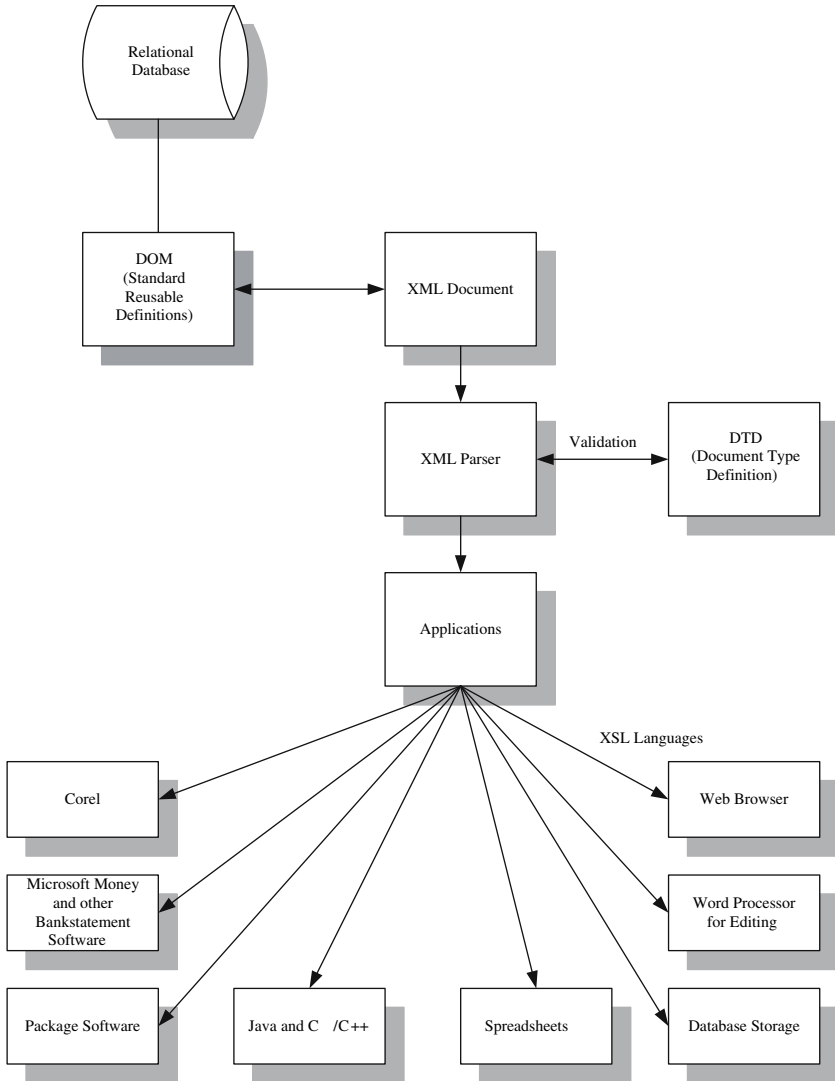 Relational
Database
DOM
(Standard
Reusable
Definitions)
XML Document
XML Parser
Validation
DTD
(Document Type
Definition)
Applications
XSL Languages
Corel
Web Browser
Microsoft Money
and other
Bankstatement
Software
Word Processor
for Editing
Package Software
Java and C /C++
Spreadsheets
Database Storage